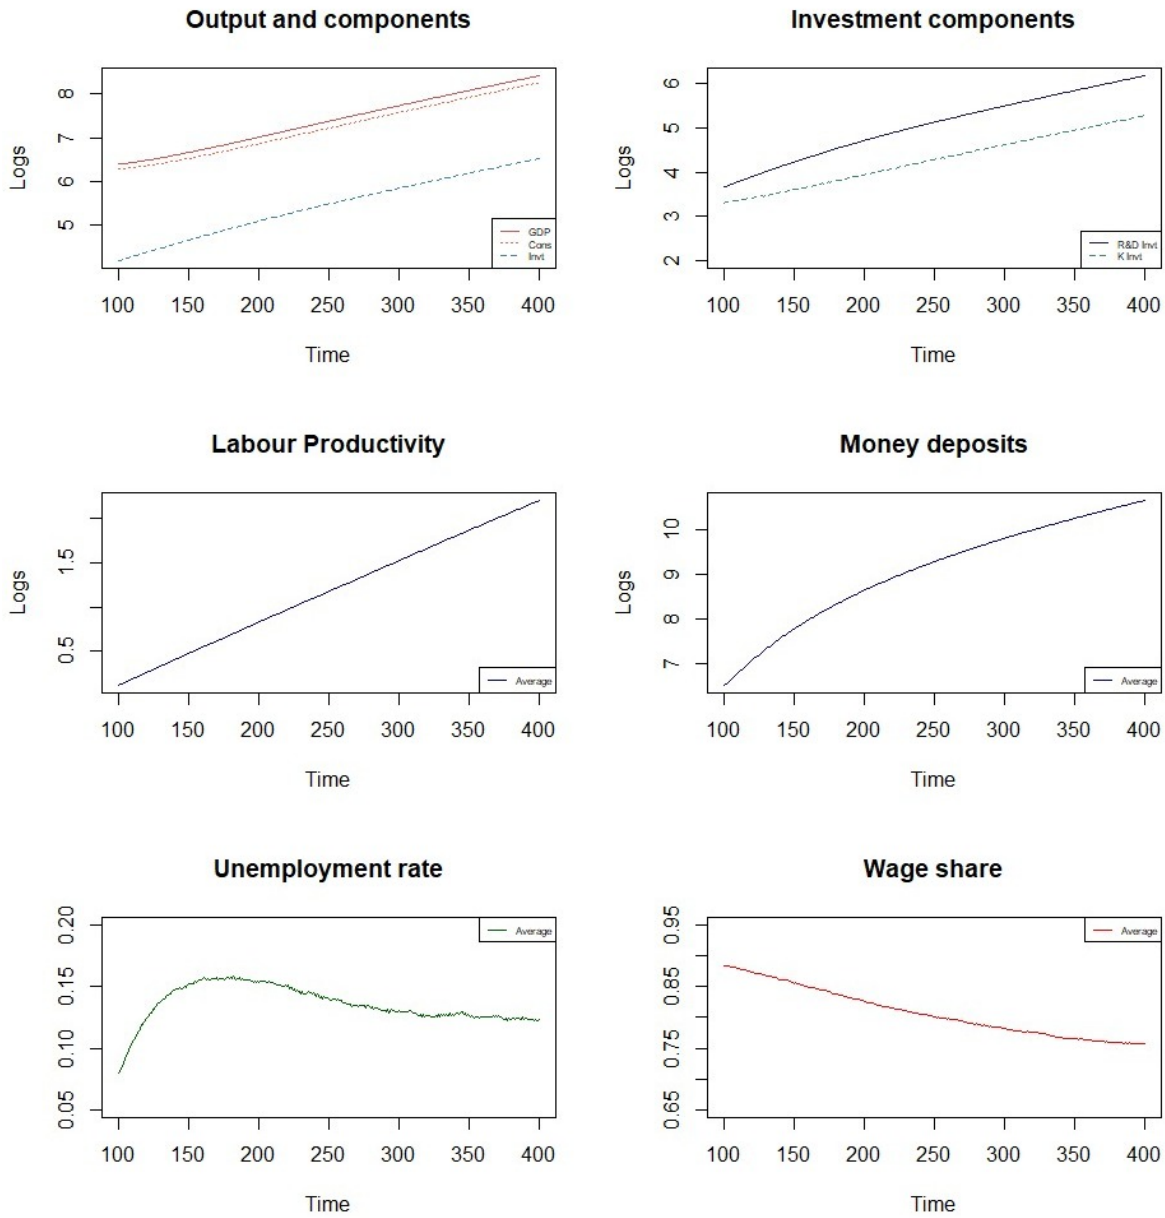 Output and components
Logs
8
7
6
5
GDP
Cons
Invt
100 150 200 250 300 350 400
Time
Investment components
Logs
6
5
4
3
2
R&D Invt
K Invt
100 150 200 250 300 350 400
Time
Labour Productivity
Logs
1.5
0.5
Average
100 150 200 250 300 350 400
Time
Money deposits
Logs
10
9
8
7
Average
100 150 200 250 300 350 400
Time
Unemployment rate
0.20
0.15
0.10
0.05
Average
100 150 200 250 300 350 400
Time
Wage share
0.95
0.85
0.75
0.65
Average
100 150 200 250 300 350 400
Time